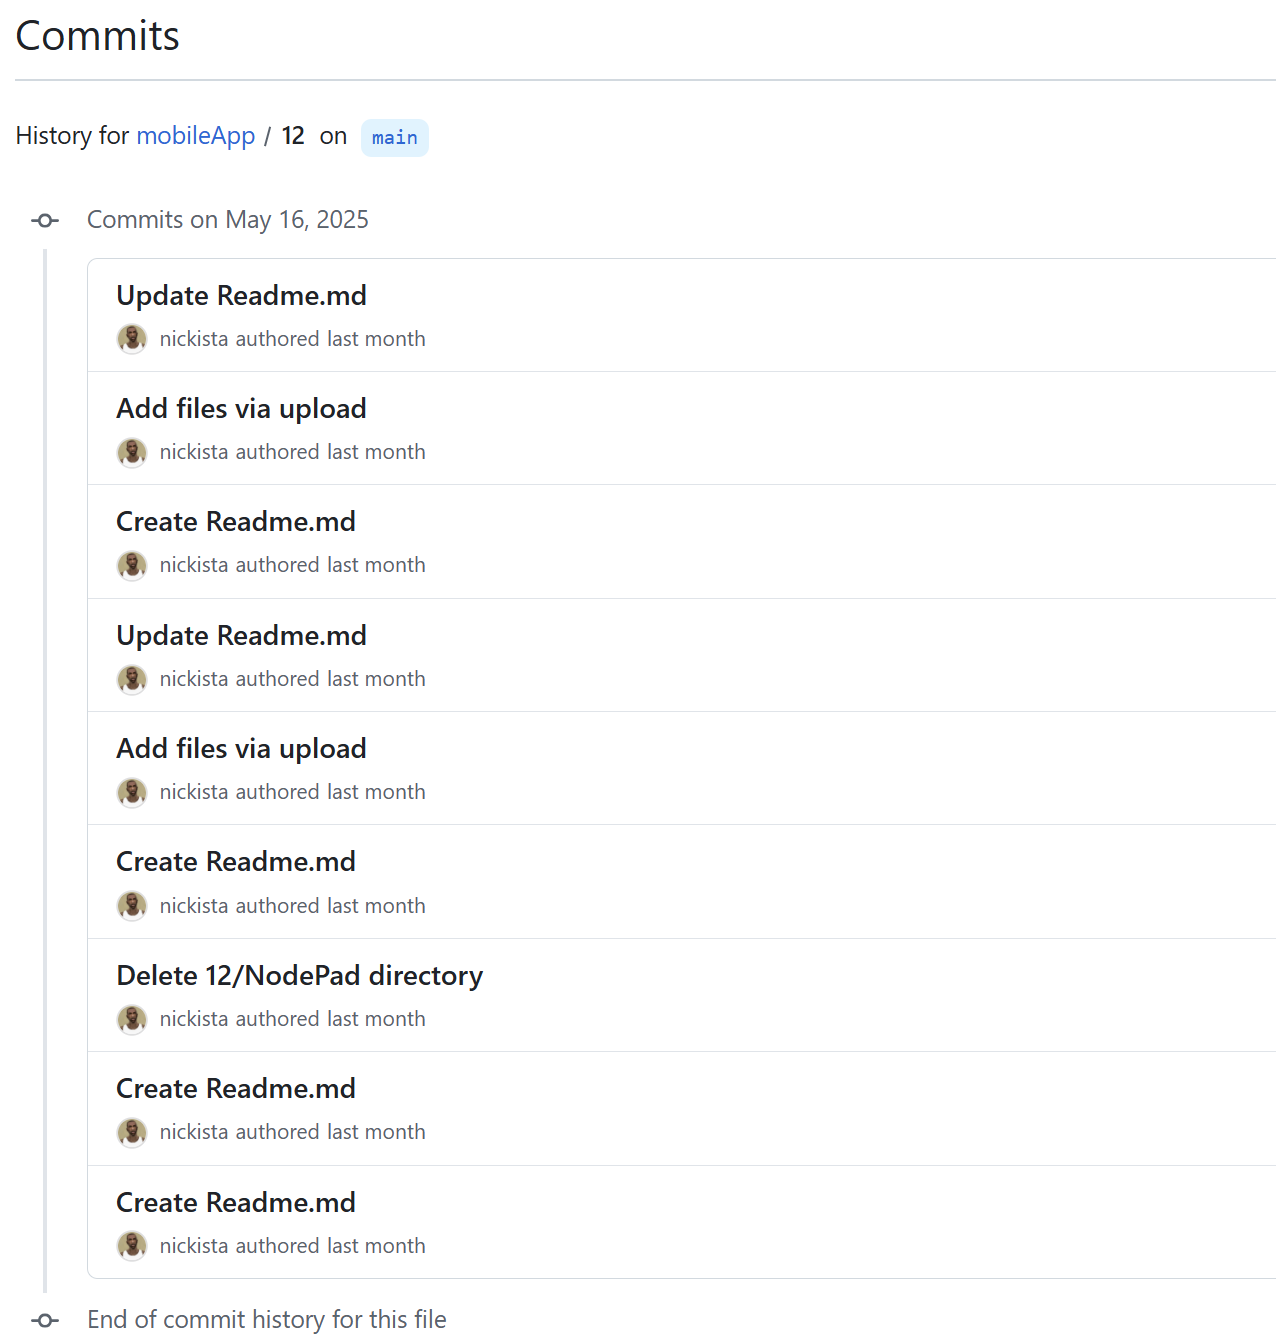 Commits
History for mobileApp / 12 on main
Commits on May 16, 2025
Update Readme.md
nickista authored last month
Add files via upload
nickista authored last month
Create Readme.md
nickista authored last month
Update Readme.md
nickista authored last month
Add files via upload
nickista authored last month
Create Readme.md
nickista authored last month
Delete 12/NodePad directory
nickista authored last month
Create Readme.md
nickista authored last month
Create Readme.md
nickista authored last month
End of commit history for this file